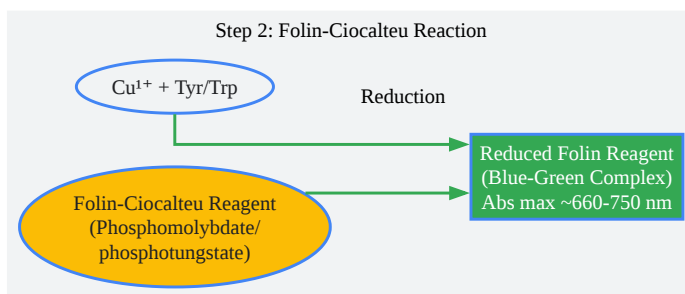 Step 2: Folin-Ciocalteu Reaction
Cu¹⁺ + Tyr/Trp
Reduction
Reduced Folin Reagent
(Blue-Green Complex)
Abs max ~660-750 nm
Folin-Ciocalteu Reagent
(Phosphomolybdate/
phosphotungstate)